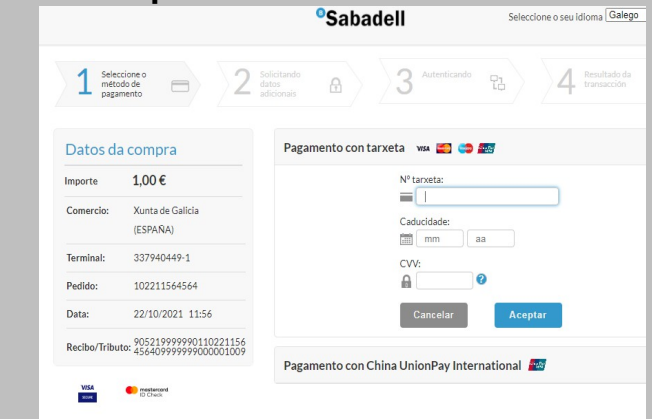 Sabadell
Seleccione o seu idioma Galego
1 Seleccione o
método de
pagamento
2 Solicitando
datos
adicionais
3 Autenticando
4 Resultado da
transacción
Datos da compra
Importe 1,00 €
Comercio: Xunta de Galicia
(ESPAÑA)
Terminal: 337940449-1
Pedido: 102211564564
Data: 22/10/2021 11:56
Recibo/Tributo: 905219999990110221156
456409999999000001009
VISA
mastercard
ID Check
Pagamento con tarxeta VISA
Nº tarxeta:
Caducidade:
mm aa
CVV:
?
Cancelar Aceptar
Pagamento con China UnionPay International